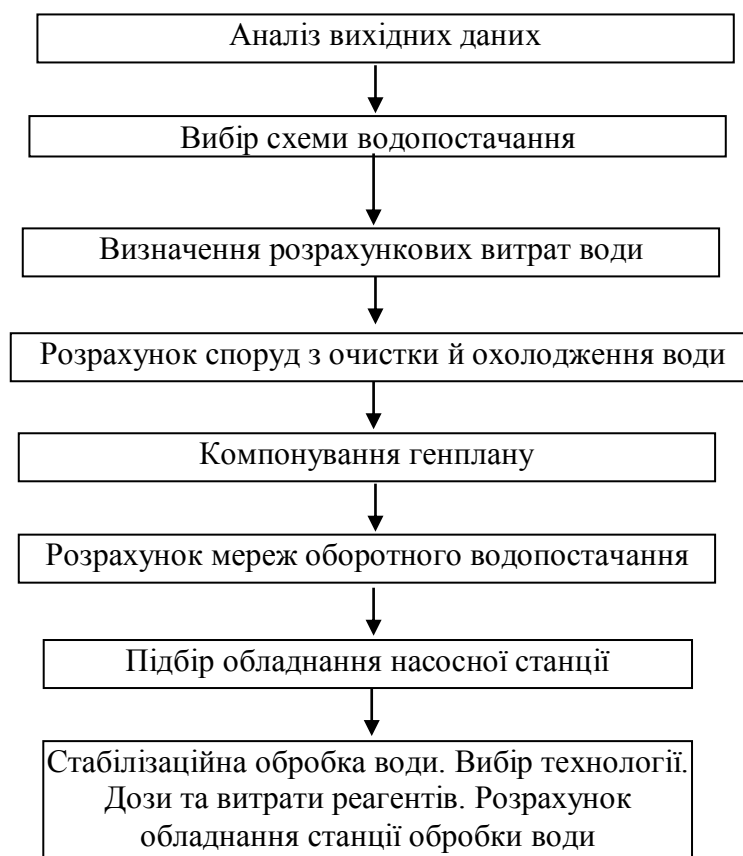 Аналіз вихідних даних
Вибір схеми водопостачання
Визначення розрахункових витрат води
Розрахунок споруд з очистки й охолодження води
Компонування генплану
Розрахунок мереж оборотного водопостачання
Підбір обладнання насосної станції
Стабілізаційна обробка води. Вибір технології.
Дози та витрати реагентів. Розрахунок
обладнання станції обробки води